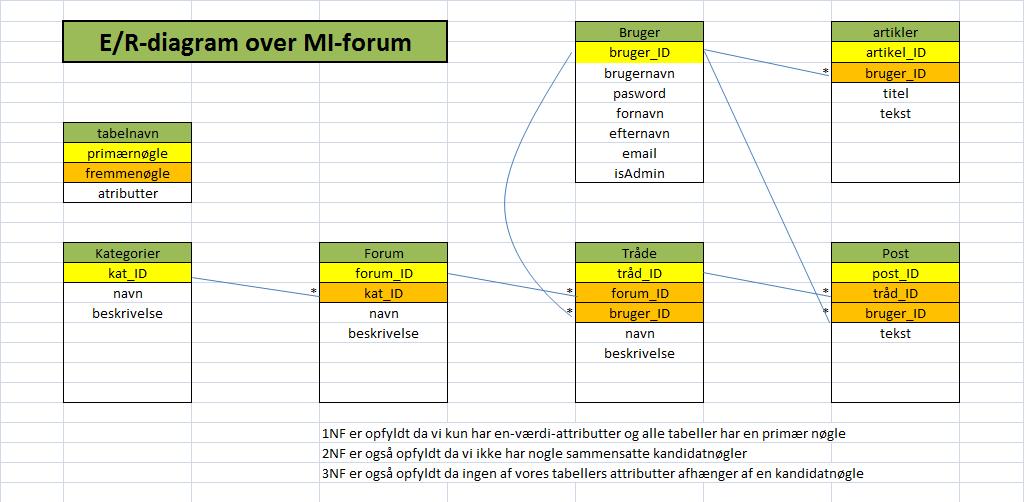 E/R-diagram over MI-forum
Bruger
bruger_ID
brugernavn
pasword
fornavn
efternavn
email
isAdmin
artikler
artikel_ID
* bruger_ID
titel
tekst
tabelnavn
primærnøgle
fremmenøgle
atributter
Kategorier
kat_ID
navn
beskrivelse
Forum
forum_ID
* kat_ID
navn
beskrivelse
Tråde
tråd_ID
* forum_ID
* bruger_ID
navn
beskrivelse
Post
post_ID
* tråd_ID
* bruger_ID
tekst
1NF er opfyldt da vi kun har en-værdi-attributter og alle tabeller har en primær nøgle
2NF er også opfyldt da vi ikke har nogle sammensatte kandidatnøgler
3NF er også opfyldt da ingen af vores tabellers attributter afhænger af en kandidatnøgle